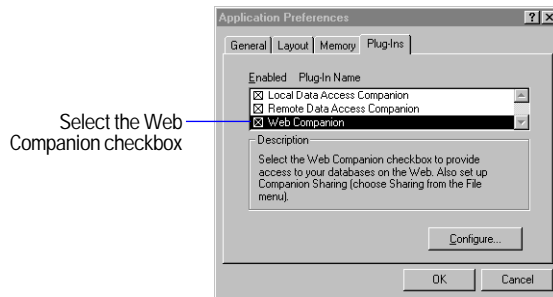 Application Preferences
General Layout Memory Plug-Ins
Enabled Plug-In Name
Local Data Access Companion
Remote Data Access Companion
Web Companion
Select the Web
Companion checkbox
Description
Select the Web Companion checkbox to provide
access to your databases on the Web. Also set up
Companion Sharing (choose Sharing from the File
menu).
Configure...
OK Cancel